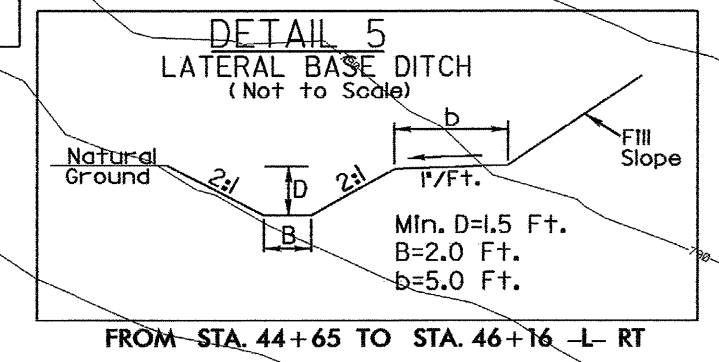 DETAIL 5
LATERAL BASE DITCH
(Not to Scale)
b
Natural
Ground
2:1
D
2:1
1"/Ft.
Fill
Slope
B
Min. D=1.5 Ft.
B=2.0 Ft.
b=5.0 Ft.
790
FROM STA. 44+65 TO STA. 46+16 -L- RT